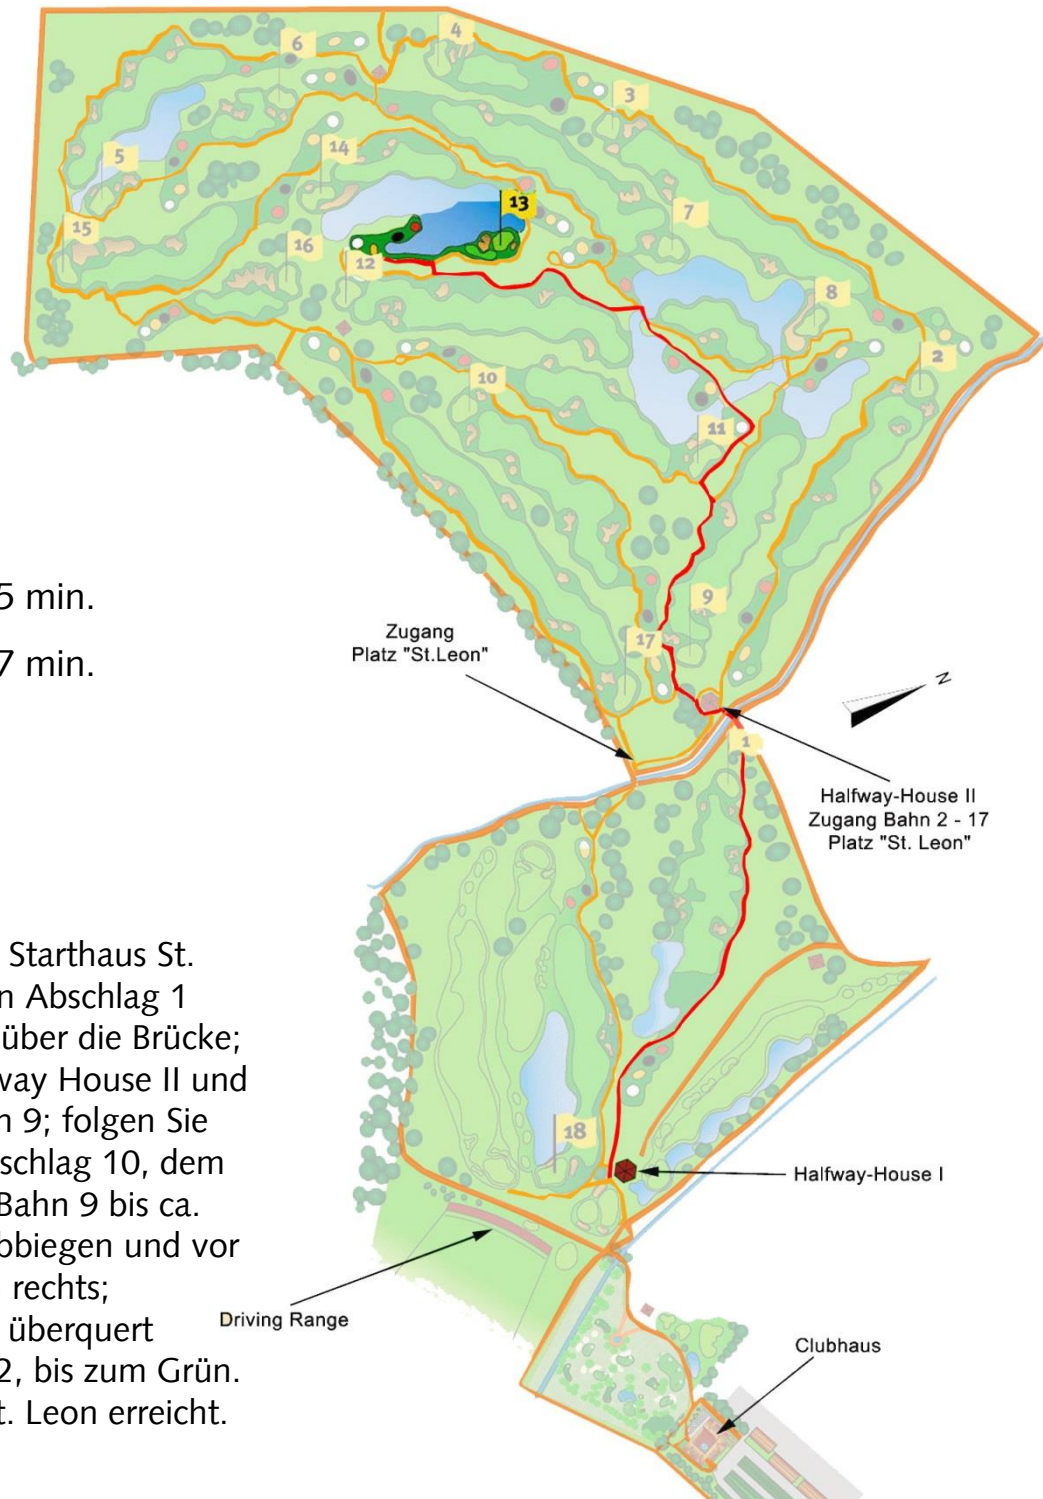 4
6
3
14
5
13
7
15
16
12
8
2
10
11
5 min.
9
Zugang
Platz "St.Leon"
17
7 min.
N
1
Halfway-House II
Zugang Bahn 2 - 17
Platz "St. Leon"
Starthaus St.
n Abschlag 1
über die Brücke;
way House II und
n 9; folgen Sie
schlag 10, dem
Bahn 9 bis ca.
bbiegen und vor
rechts;
überquert
2, bis zum Grün.
t. Leon erreicht.
18
Halfway-House I
Driving Range
Clubhaus